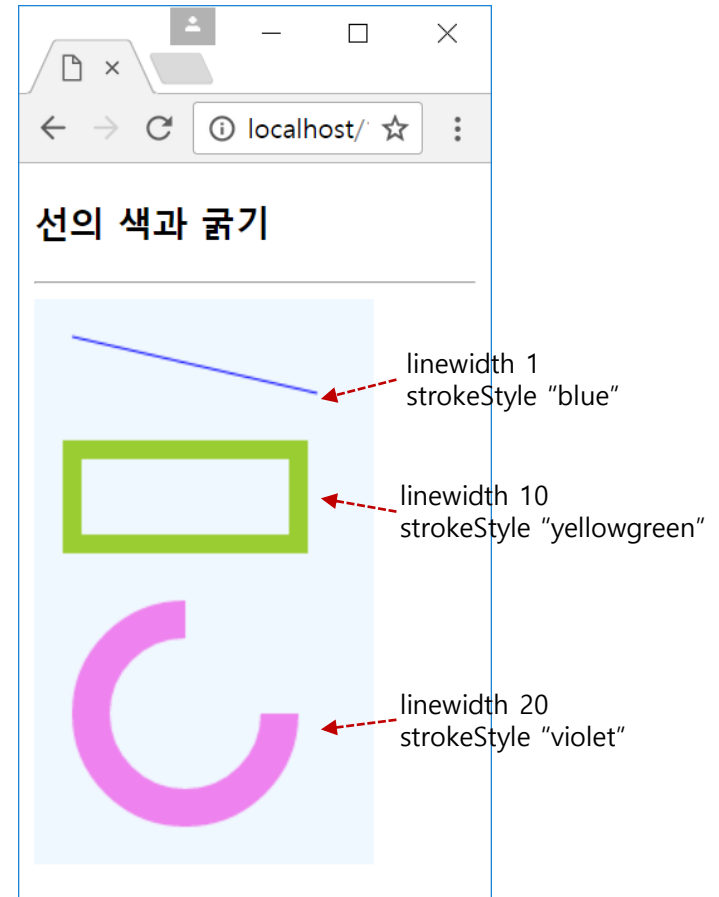 localhost/
선의 색과 굵기
linewidth 1
strokeStyle "blue"
linewidth 10
strokeStyle "yellowgreen"
linewidth 20
strokeStyle "violet"